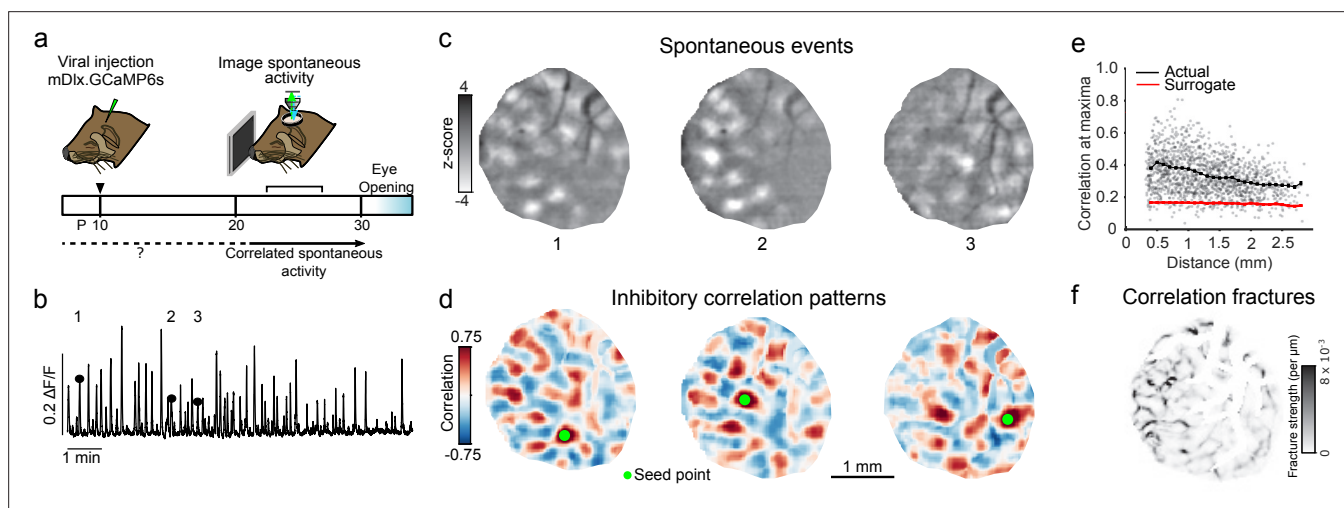 a
Viral injection
mDlx.GCaMP6s
Image spontaneous
activity
Eye
Opening
P 10
20
30
?
Correlated spontaneous
activity
b
1
2
3
0.2 ΔF/F
1 min
c
Spontaneous events
4
z-score
-4
1
2
3
d
Inhibitory correlation patterns
0.75
Correlation
-0.75
Seed point
1 mm
e
Actual
Surrogate
1.0
0.8
0.6
0.4
0.2
0
Correlation at maxima
0
0.5
1
1.5
2
2.5
Distance (mm)
f
Correlation fractures
Fracture strength (per μm)
8 x 10⁻³
0